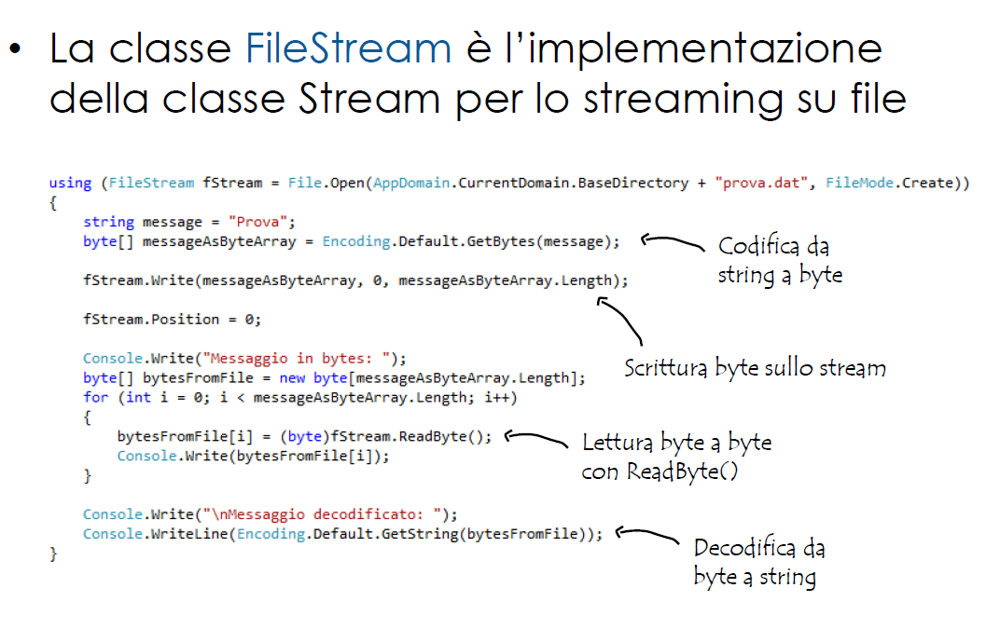 • La classe FileStream è l’implementazione
della classe Stream per lo streaming su file
using (FileStream fStream = File.Open(AppDomain.CurrentDomain.BaseDirectory + "prova.dat", FileMode.Create))
{
string message = "Prova";
byte[] messageAsByteArray = Encoding.Default.GetBytes(message);
Codifica da
string a byte
fStream.Write(messageAsByteArray, 0, messageAsByteArray.Length);
fStream.Position = 0;
Scrittura byte sullo stream
Console.Write("Messaggio in bytes: ");
byte[] bytesFromFile = new byte[messageAsByteArray.Length];
for (int i = 0; i < messageAsByteArray.Length; i++)
{
bytesFromFile[i] = (byte)fStream.ReadByte();
Console.Write(bytesFromFile[i]);
}
Lettura byte a byte
con ReadByte()
Console.Write("\nMessaggio decodificato: ");
Console.WriteLine(Encoding.Default.GetString(bytesFromFile));
}
Decodifica da
byte a string